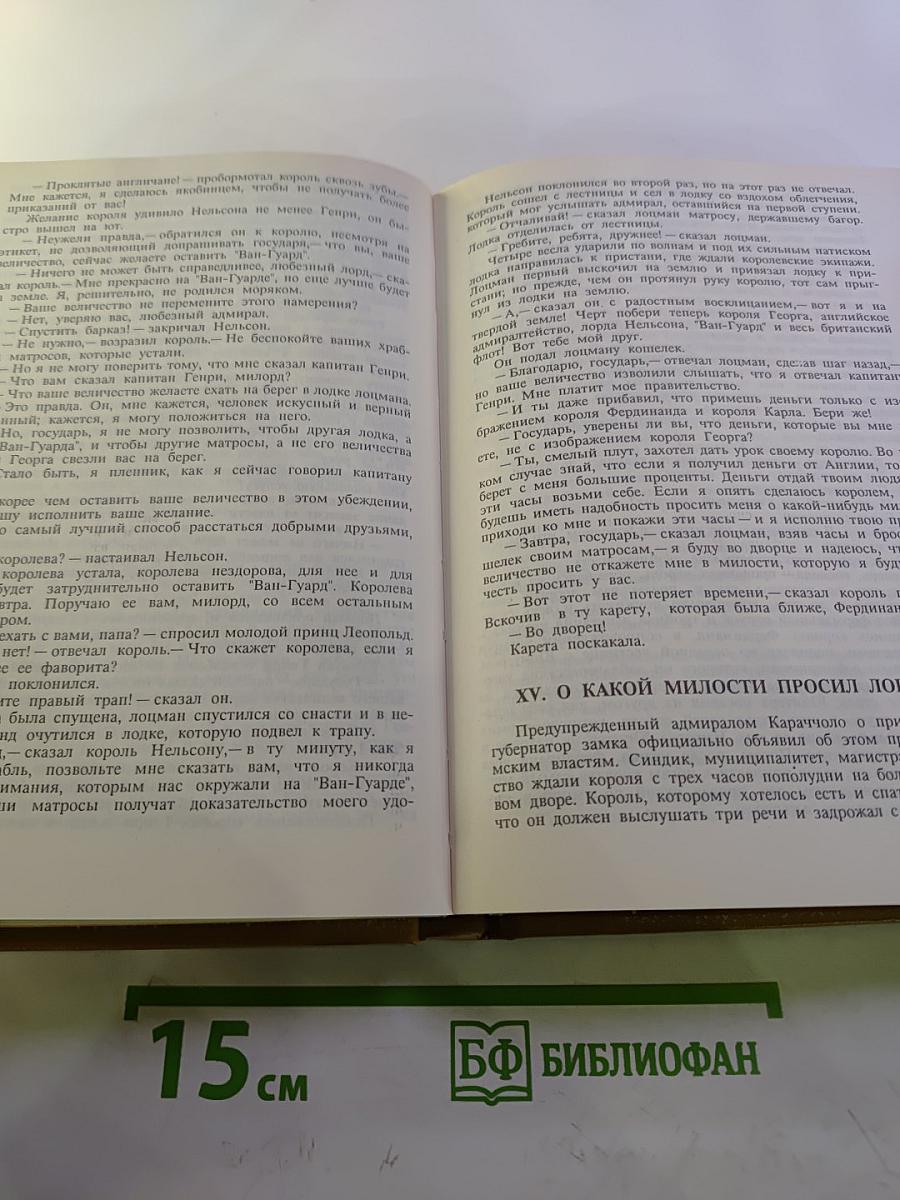 — Проклятые англичане! — пробормотал король сквозь зубы.—
Мне кажется, я сделаюсь якобинцем, чтобы не получать более
приказаний от вас!
Желание короля удивило Нельсона не менее Генри, он бы-
стро вышел на ют.
— Неужели правда,— обратился он к королю, несмотря на
этикет, не дозволяющий допрашивать государя,— что вы, ваше
величество, сейчас желаете оставить "Ван-Гуард".
— Ничего не может быть справедливее, любезный лорд,— ска-
ал король.— Мне прекрасно на "Ван-Гуарде", но еще лучше будет
а земле. Я, решительно, не родился моряком.
— Ваше величество не перемените этого намерения?
— Нет, уверяю вас, любезный адмирал.
— Спустить барказ! — закричал Нельсон.
— Не нужно,— возразил король.— Не беспокойте ваших храб-
матросов, которые устали.
— Но я не могу поверить тому, что мне сказал капитан Генри.
— Что вам сказал капитан Генри, милорд?
Что ваше величество желаете ехать на берег в лодке лоцмана.
Это правда. Он, мне кажется, человек искусный и верный
нный; кажется, я могу положиться на него.
Но, государь, я не могу позволить, чтобы другая лодка, а
"Ван-Гуарда", и чтобы другие матросы, а не его величества
Георга свезли вас на берег.
Стало быть, я пленник, как я сейчас говорил капитану
скорее чем оставить ваше величество в этом убеждении,
шу исполнить ваше желание.
о самый лучший способ расстаться добрыми друзьями,
королева? — настаивал Нельсон.
королева устала, королева нездорова, для нее и для
будет затруднительно оставить "Ван-Гуард". Королева
втра. Поручаю ее вам, милорд, со всем остальным
ром.
ехать с вами, папа? — спросил молодой принц Леопольд.
нет! — отвечал король.— Что скажет королева, если я
ее ее фаворита?
поклонился.
ите правый трап! — сказал он.
а была спущена, лоцман спустился со снасти и в не-
нд очутился в лодке, которую подвел к трапу.
д,— сказал король Нельсону,— в ту минуту, как я
абль, позвольте мне сказать вам, что я никогда
нимания, которым нас окружали на "Ван-Гуарде",
ши матросы получат доказательство моего удо-
Нельсон поклонился во второй раз, но на этот раз не отвечал.
Король сошел с лестницы и сел в лодку со вздохом облегчения,
который мог услышать адмирал, оставшийся на первой ступени.
— Отчаливай! — сказал лоцман матросу, державшему багор.
Лодка отделилась от лестницы.
— Гребите, ребята, дружнее! — сказал лоцман.
Четыре весла ударили по волнам и под их сильным натиском
лодка направилась к пристани, где ждали королевские экипажи.
Лоцман первый выскочил на землю и привязал лодку к при-
стани; но прежде, чем он протянул руку королю, тот сам прыг-
нул из лодки на землю.
— А,— сказал он с радостным восклицанием,— вот я и на
твердой земле! Черт побери теперь короля Георга, английское
адмиралтейство, лорда Нельсона, "Ван-Гуард" и весь британский
флот! Вот тебе мой друг.
Он подал лоцману кошелек.
— Благодарю, государь,— отвечал лоцман, сделав шаг назад,—
но ваше величество изволили слышать, что я отвечал капитану
Генри. Мне платит мое правительство.
— И ты даже прибавил, что примешь деньги только с изо
бражением короля Фердинанда и короля Карла. Бери же!
— Государь, уверены ли вы, что деньги, которые вы мне
ете, не с изображением короля Георга?
— Ты, смелый плут, захотел дать урок своему королю. Во
ком случае знай, что если я получил деньги от Англии, то
берет с меня большие проценты. Деньги отдай твоим людя
эти часы возьми себе. Если я опять сделаюсь королем,
будешь иметь надобность просить меня о какой-нибудь ми
приходи ко мне и покажи эти часы — и я исполню твою п
— Завтра, государь,— сказал лоцман, взяв часы и брос
шелек своим матросам,— я буду во дворце и надеюсь, чт
величество не откажете мне в милости, которую я буд
честь просить у вас.
— Вот этот не потеряет времени,— сказал король
Вскочив в ту карету, которая была ближе, Фердинан
— Во дворец!
Карета поскакала.
XV. О КАКОЙ МИЛОСТИ ПРОСИЛ ЛО
Предупрежденный адмиралом Караччоло о при
губернатор замка официально объявил об этом пр
мским властям. Синдик, муниципалитет, магистра
ство ждали короля с трех часов пополудни на бол
вом дворе. Король, которому хотелось есть и спат
что он должен выслушать три речи и задрожал с
15 см
БФ БИБЛИОФАН